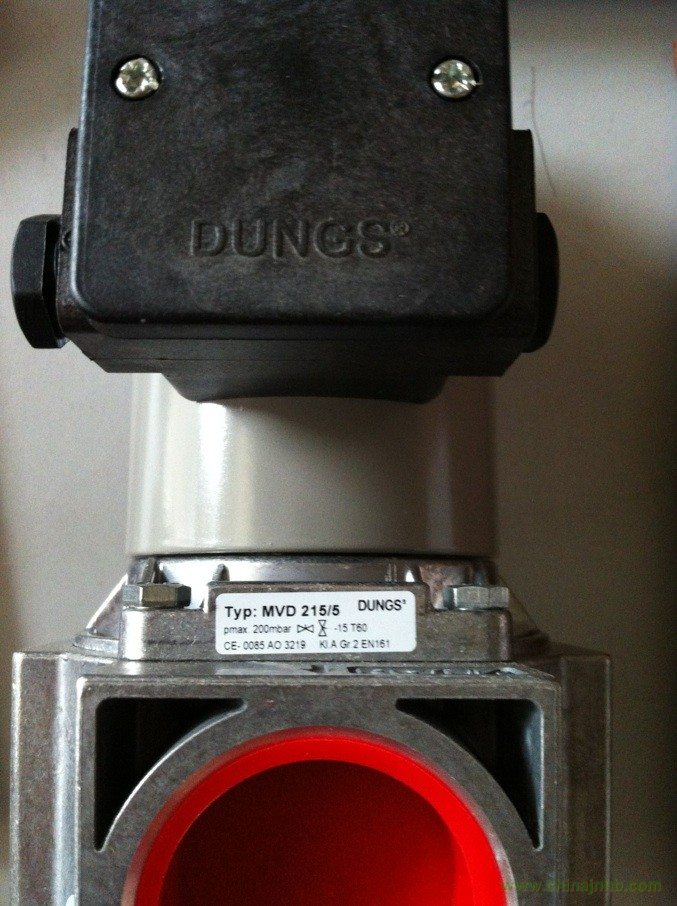 DUNGS®
Typ: MVD 215/5 DUNGS®
pmax. 200mbar -15 T60
CE- 0085 AO 3219 Kl.A Gr 2 EN161
www.chinajnhb.com